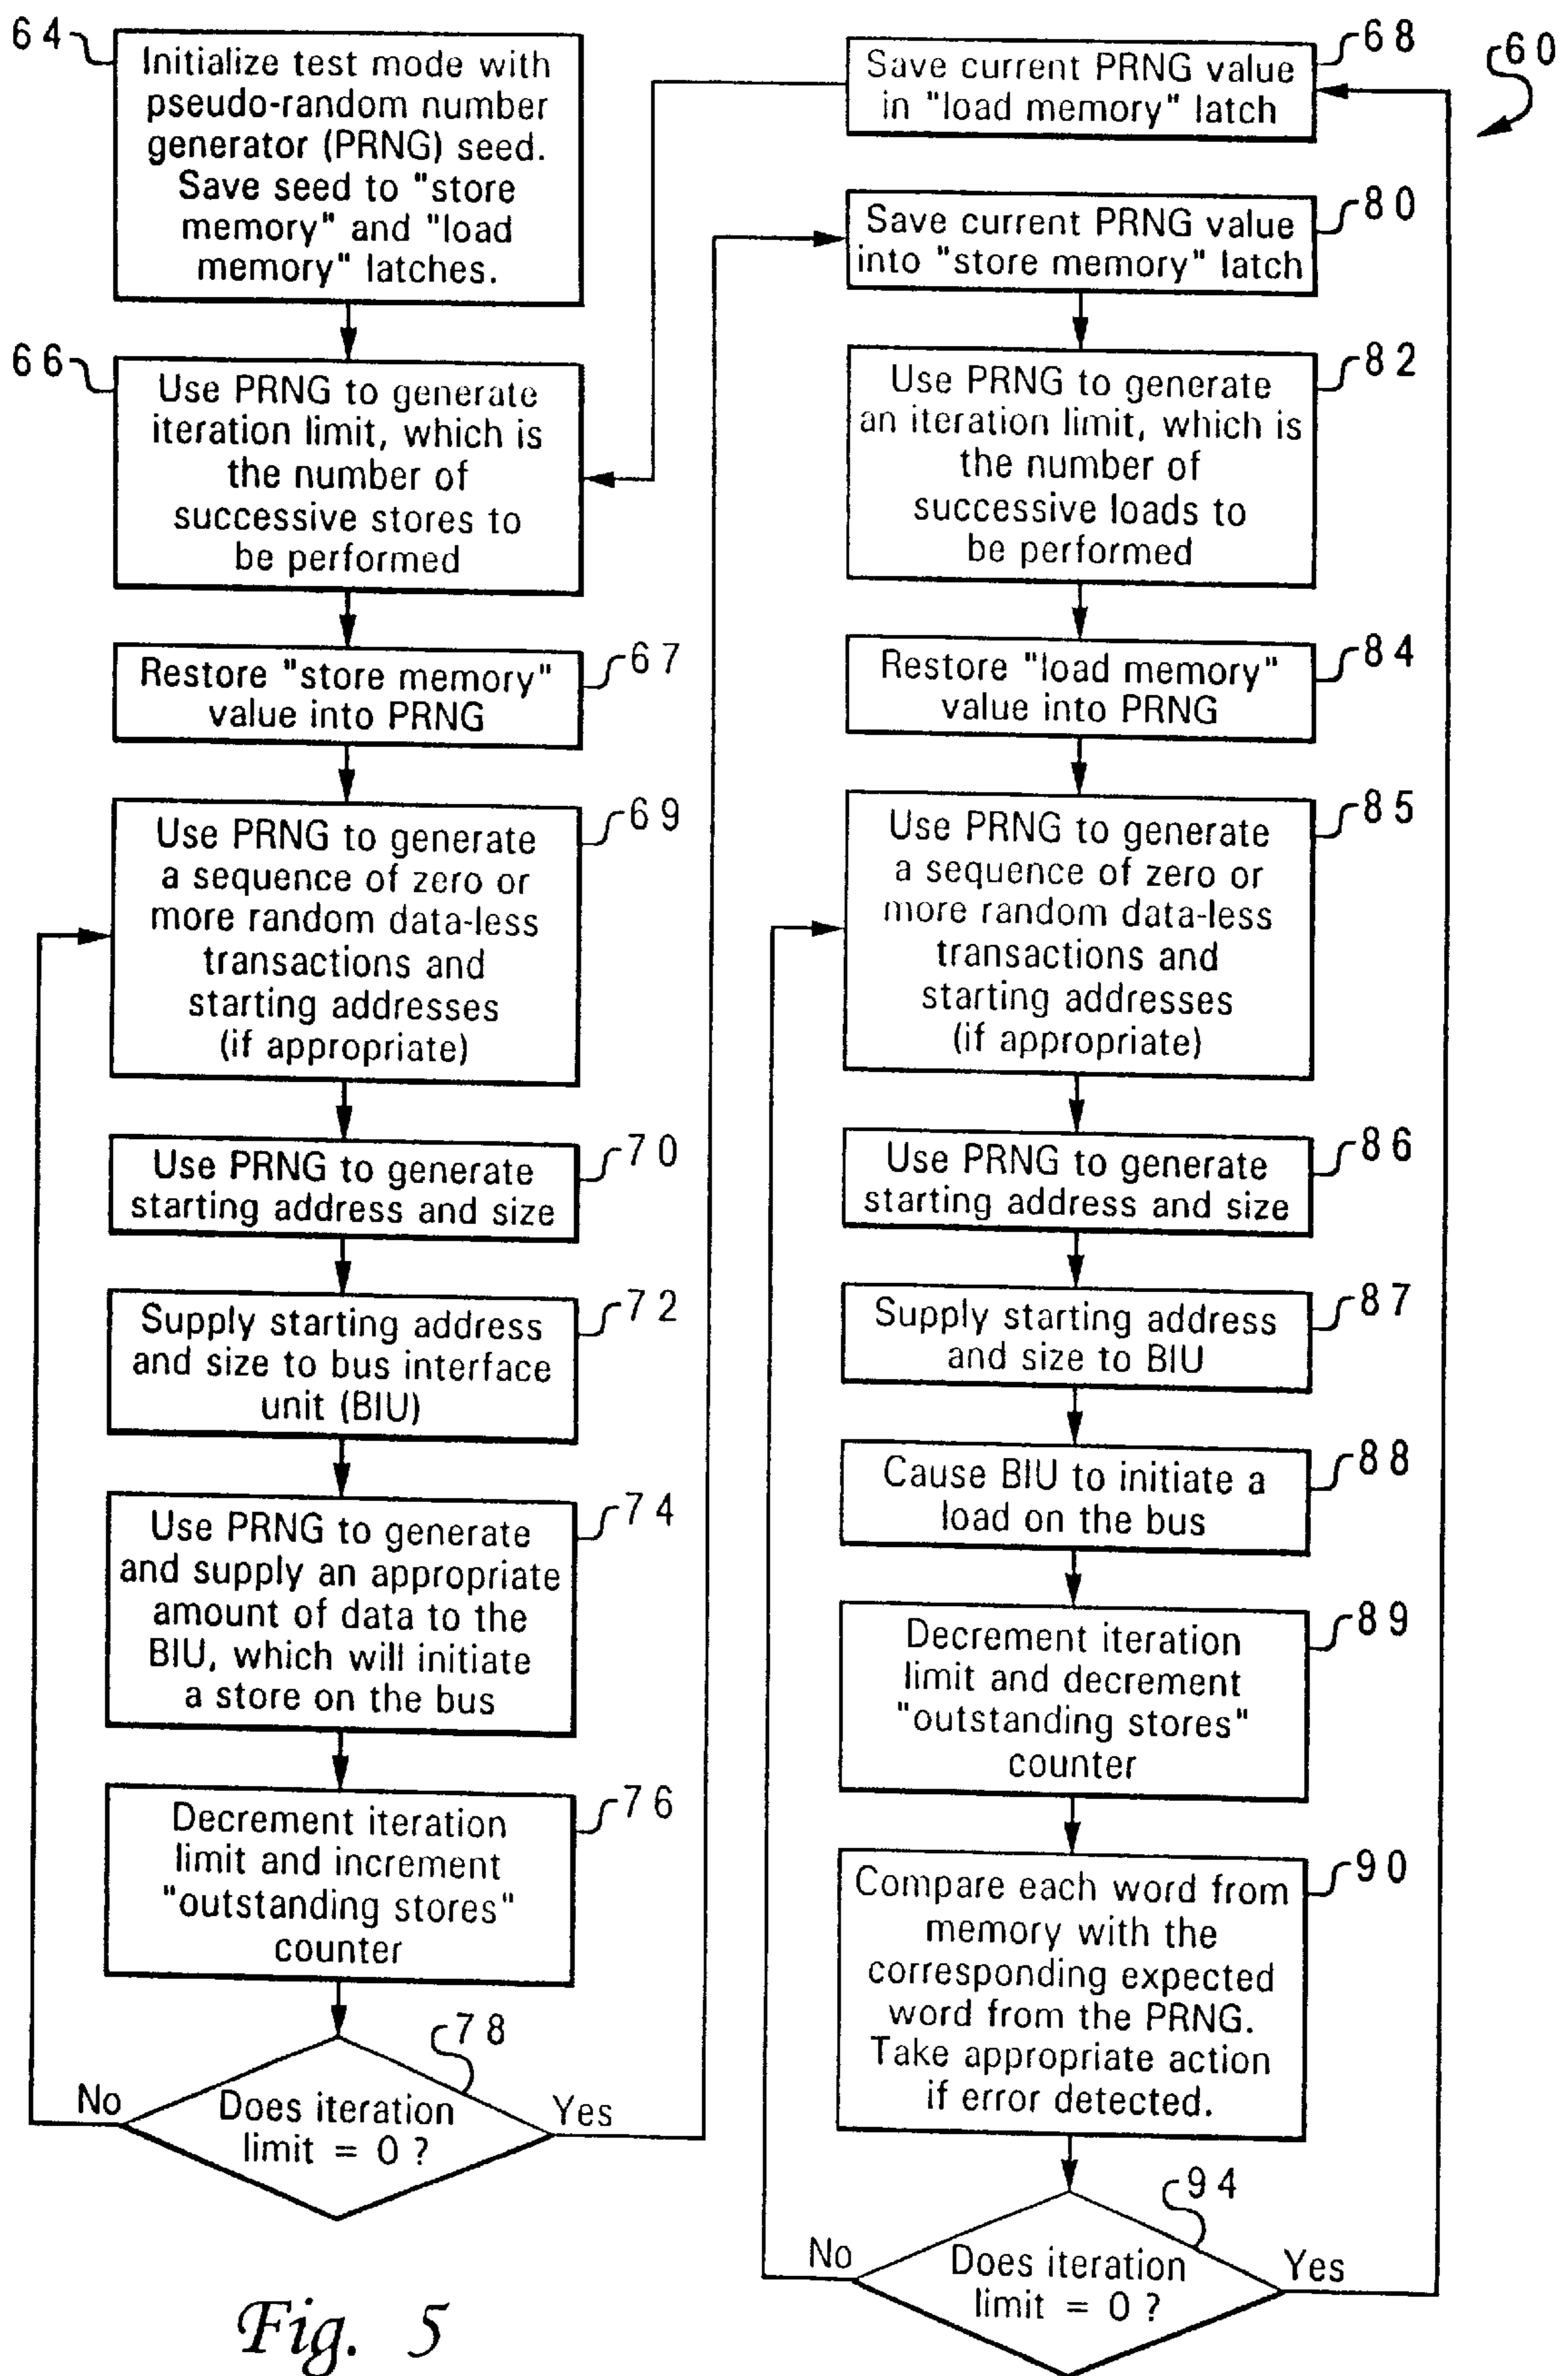 64
Initialize test mode with
pseudo-random number
generator (PRNG) seed.
Save seed to "store
memory" and "load
memory" latches.
66
Use PRNG to generate
iteration limit, which is
the number of
successive stores to
be performed
67
Restore "store memory"
value into PRNG
69
Use PRNG to generate
a sequence of zero or
more random data-less
transactions and
starting addresses
(if appropriate)
70
Use PRNG to generate
starting address and size
72
Supply starting address
and size to bus interface
unit (BIU)
74
Use PRNG to generate
and supply an appropriate
amount of data to the
BIU, which will initiate
a store on the bus
76
Decrement iteration
limit and increment
"outstanding stores"
counter
78
No
Does iteration
limit = 0 ?
Yes
60
68
Save current PRNG value
in "load memory" latch
80
Save current PRNG value
into "store memory" latch
82
Use PRNG to generate
an iteration limit, which is
the number of
successive loads to
be performed
84
Restore "load memory"
value into PRNG
85
Use PRNG to generate
a sequence of zero or
more random data-less
transactions and
starting addresses
(if appropriate)
86
Use PRNG to generate
starting address and size
87
Supply starting address
and size to BIU
88
Cause BIU to initiate a
load on the bus
89
Decrement iteration
limit and decrement
"outstanding stores"
counter
90
Compare each word from
memory with the
corresponding expected
word from the PRNG.
Take appropriate action
if error detected.
94
No
Does iteration
limit = 0 ?
Yes
Fig. 5